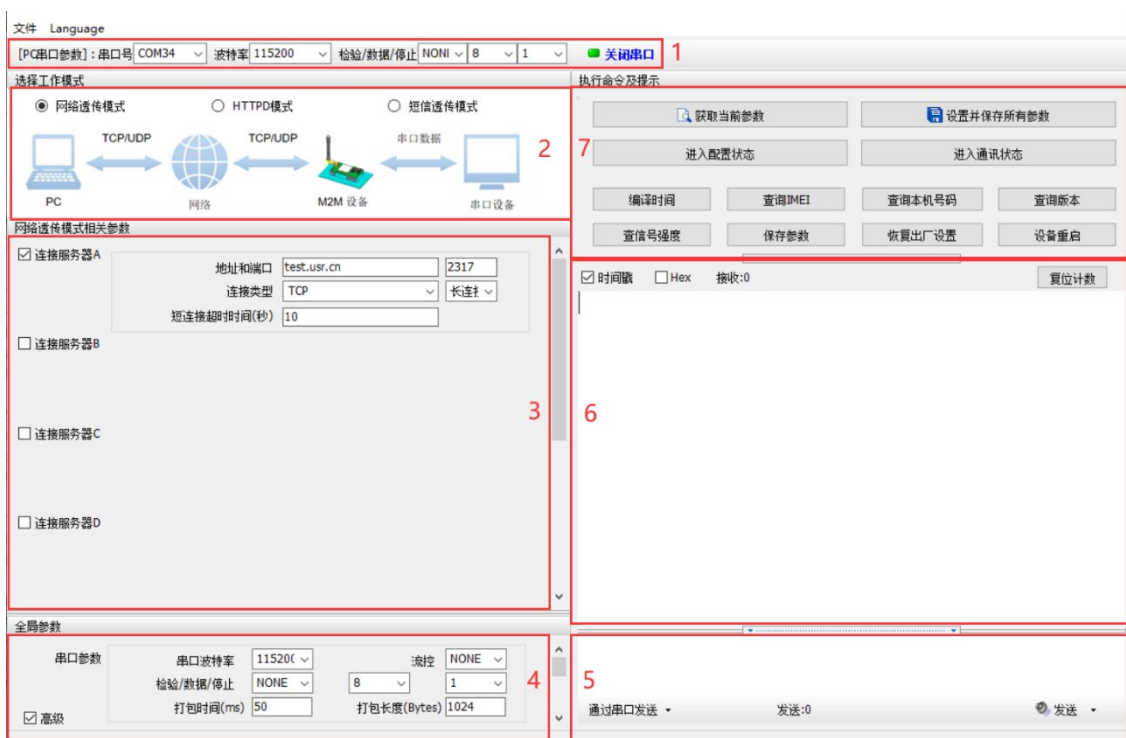 文件 Language
[PC串口参数]：串口号 COM34 波特率 115200 检验/数据/停止 NONI 8 1 关闭串口 1
选择工作模式
网络透传模式 HTTPD模式 短信透传模式
TCP/UDP TCP/UDP 串口数据 2
PC 网络 M2M 设备 串口设备
网络透传模式相关参数
连接服务器A
地址和端口 test.usr.cn 2317
连接类型 TCP 长连接
短连接超时时间(秒) 10
连接服务器B
3
连接服务器C
连接服务器D
全局参数
串口参数 串口波特率 11520( 流控 NONE
检验/数据/停止 NONE 8 1 4
高级 打包时间(ms) 50 打包长度(Bytes) 1024
执行命令及提示
获取当前参数 设置并保存所有参数
7 进入配置状态 进入通讯状态
编译时间 查询IMEI 查询本机号码 查询版本
查信号强度 保存参数 恢复出厂设置 设备重启
时间戳 Hex 接收:0 复位计数
6
5
通过串口发送 发送:0 发送